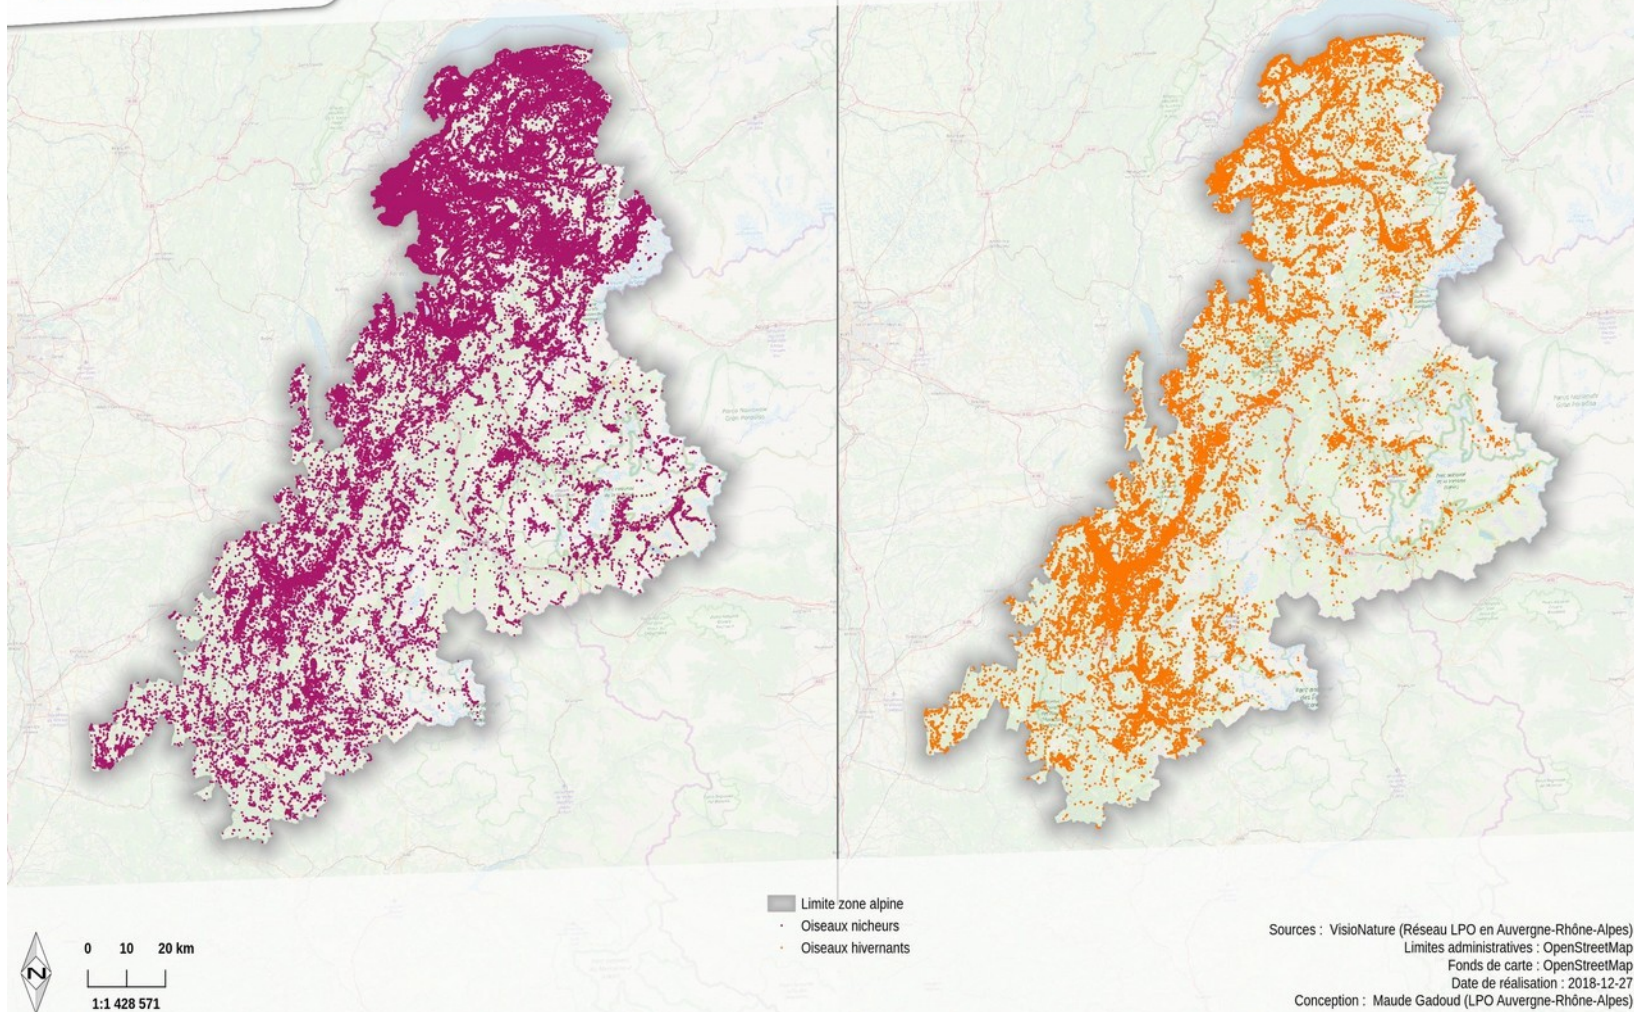 Limite zone alpine
Oiseaux nicheurs
Oiseaux hivernants
0 10 20 km
N
1:1 428 571
Sources : VisioNature (Réseau LPO en Auvergne-Rhône-Alpes)
Limites administratives : OpenStreetMap
Fonds de carte : OpenStreetMap
Date de réalisation : 2018-12-27
Conception : Maude Gadoud (LPO Auvergne-Rhône-Alpes)